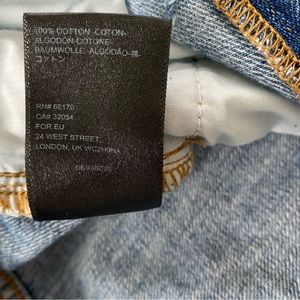 100% COTTON -COTON-
ALGODÓN-COTONE-
BAUMWOLLE-ALGODÃO-棉
コットン
RN# 66170
CA# 32054
FOR EU
24 WEST STREET,
LONDON, UK WC2H9NA